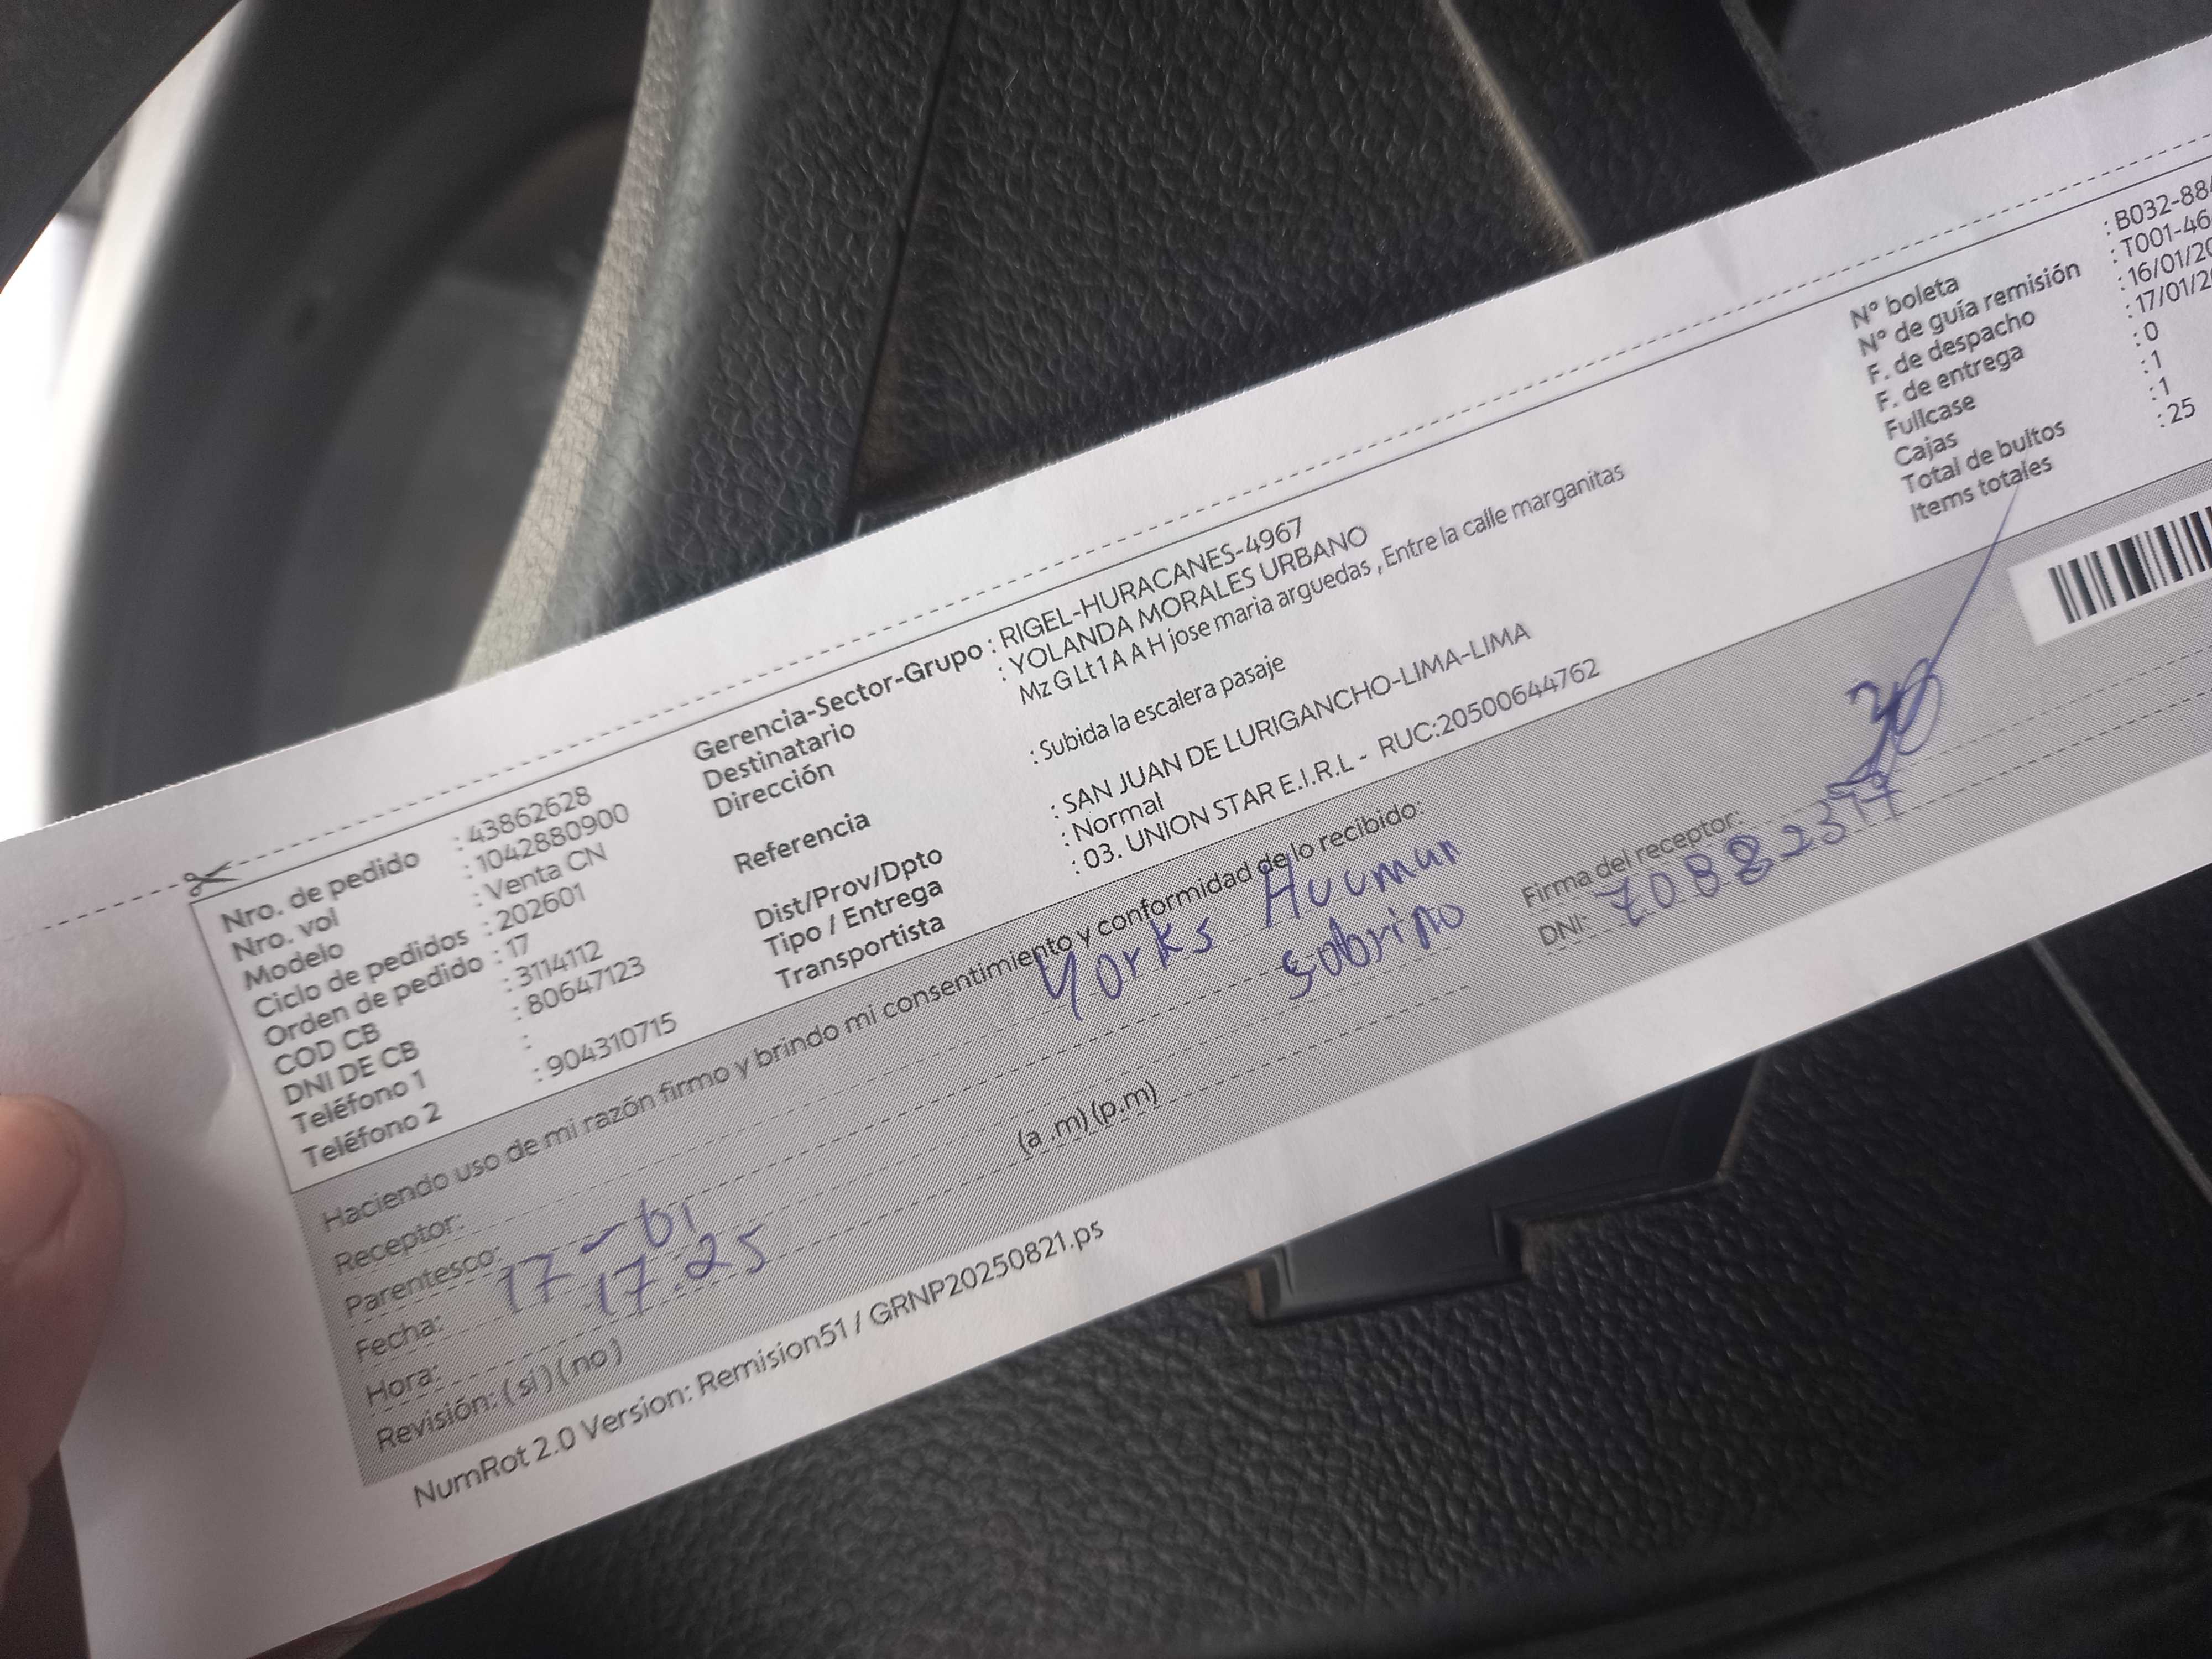 Nro. de pedido : 43862628
Nro. vol : 1042880900
Modelo : Venta CN
Ciclo de pedidos : 202601
Orden de pedido : 17
COD CB : 3114112
DNI DE CB : 80647123
Teléfono 1 :
Teléfono 2 : 904310715
Gerencia-Sector-Grupo : RIGEL-HURACANES-4967
Destinatario : YOLANDA MORALES URBANO
Dirección Mz G Lt 1 A A H jose maria arguedas , Entre la calle marganitas
Referencia : Subida la escalera pasaje
Dist/Prov/Dpto : SAN JUAN DE LURIGANCHO-LIMA-LIMA
Tipo / Entrega : Normal
Transportista : 03. UNION STAR E.I.R.L - RUC:20500644762
N° boleta : B032-88
N° de guía remisión : T001-46
F. de despacho : 16/01/20
F. de entrega : 17/01/2
Fullcase : 0
Cajas : 1
Total de bultos : 1
Items totales : 25
Haciendo uso de mi razón firmo y brindo mi consentimiento y conformidad de lo recibido:
Receptor: Yorks Huaman
Parentesco: sobrino
Fecha: 17-01
Hora: 17.25 (a .m) (p.m)
Revisión: ( si ) ( no )
Firma del receptor:
DNI:
NumRot 2.0 Version: Remision51 / GRNP20250821.ps